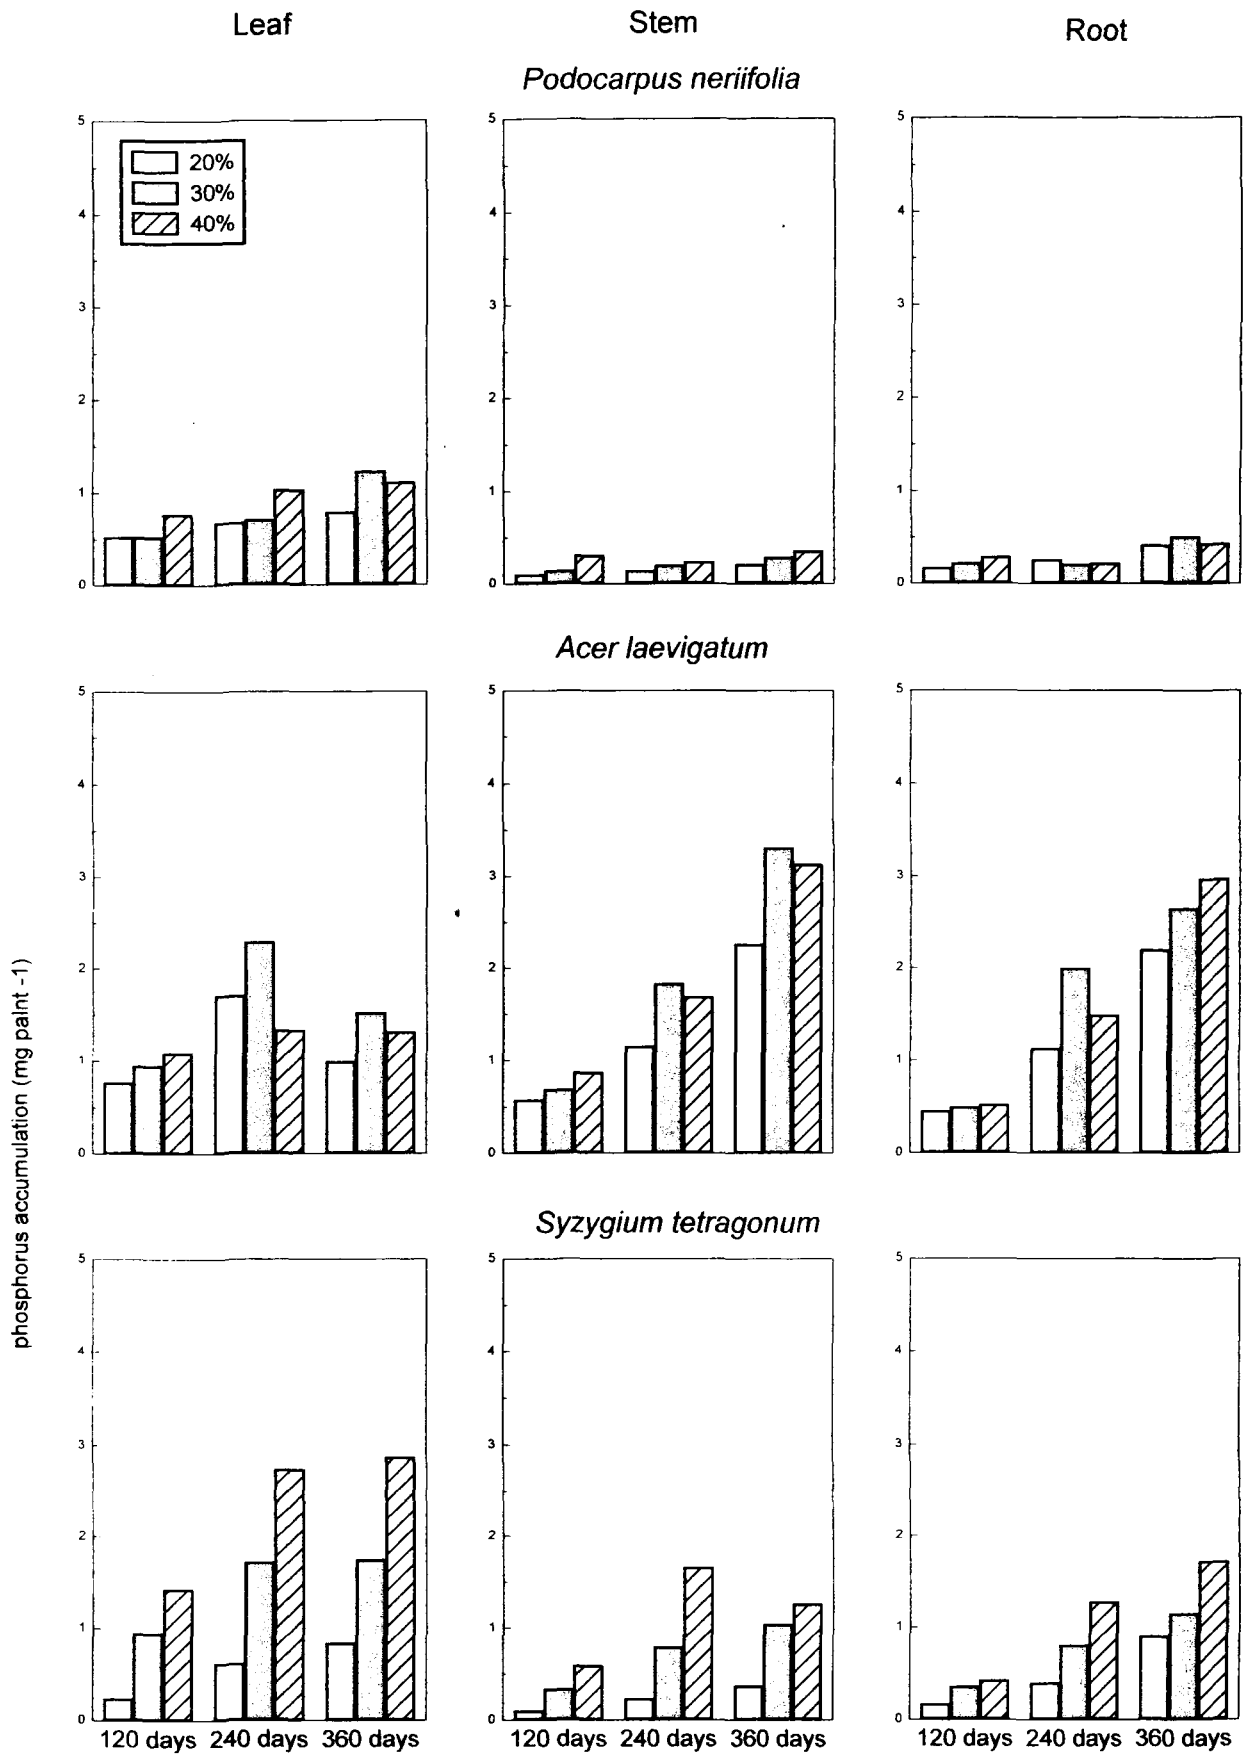 Leaf Stem Root
Podocarpus neriifolia
5 5 5
20%
30%
40%
4 4 4
3 3 3
2 2 2
1 1 1
0 0 0
Acer laevigatum
5 5 5
4 4 4
3 3 3
2 2 2
1 1 1
0 0 0
phosphorus accumulation (mg palnt -1)
Syzygium tetragonum
5 5 5
4 4 4
3 3 3
2 2 2
1 1 1
0 0 0
120 days 240 days 360 days 120 days 240 days 360 days 120 days 240 days 360 days